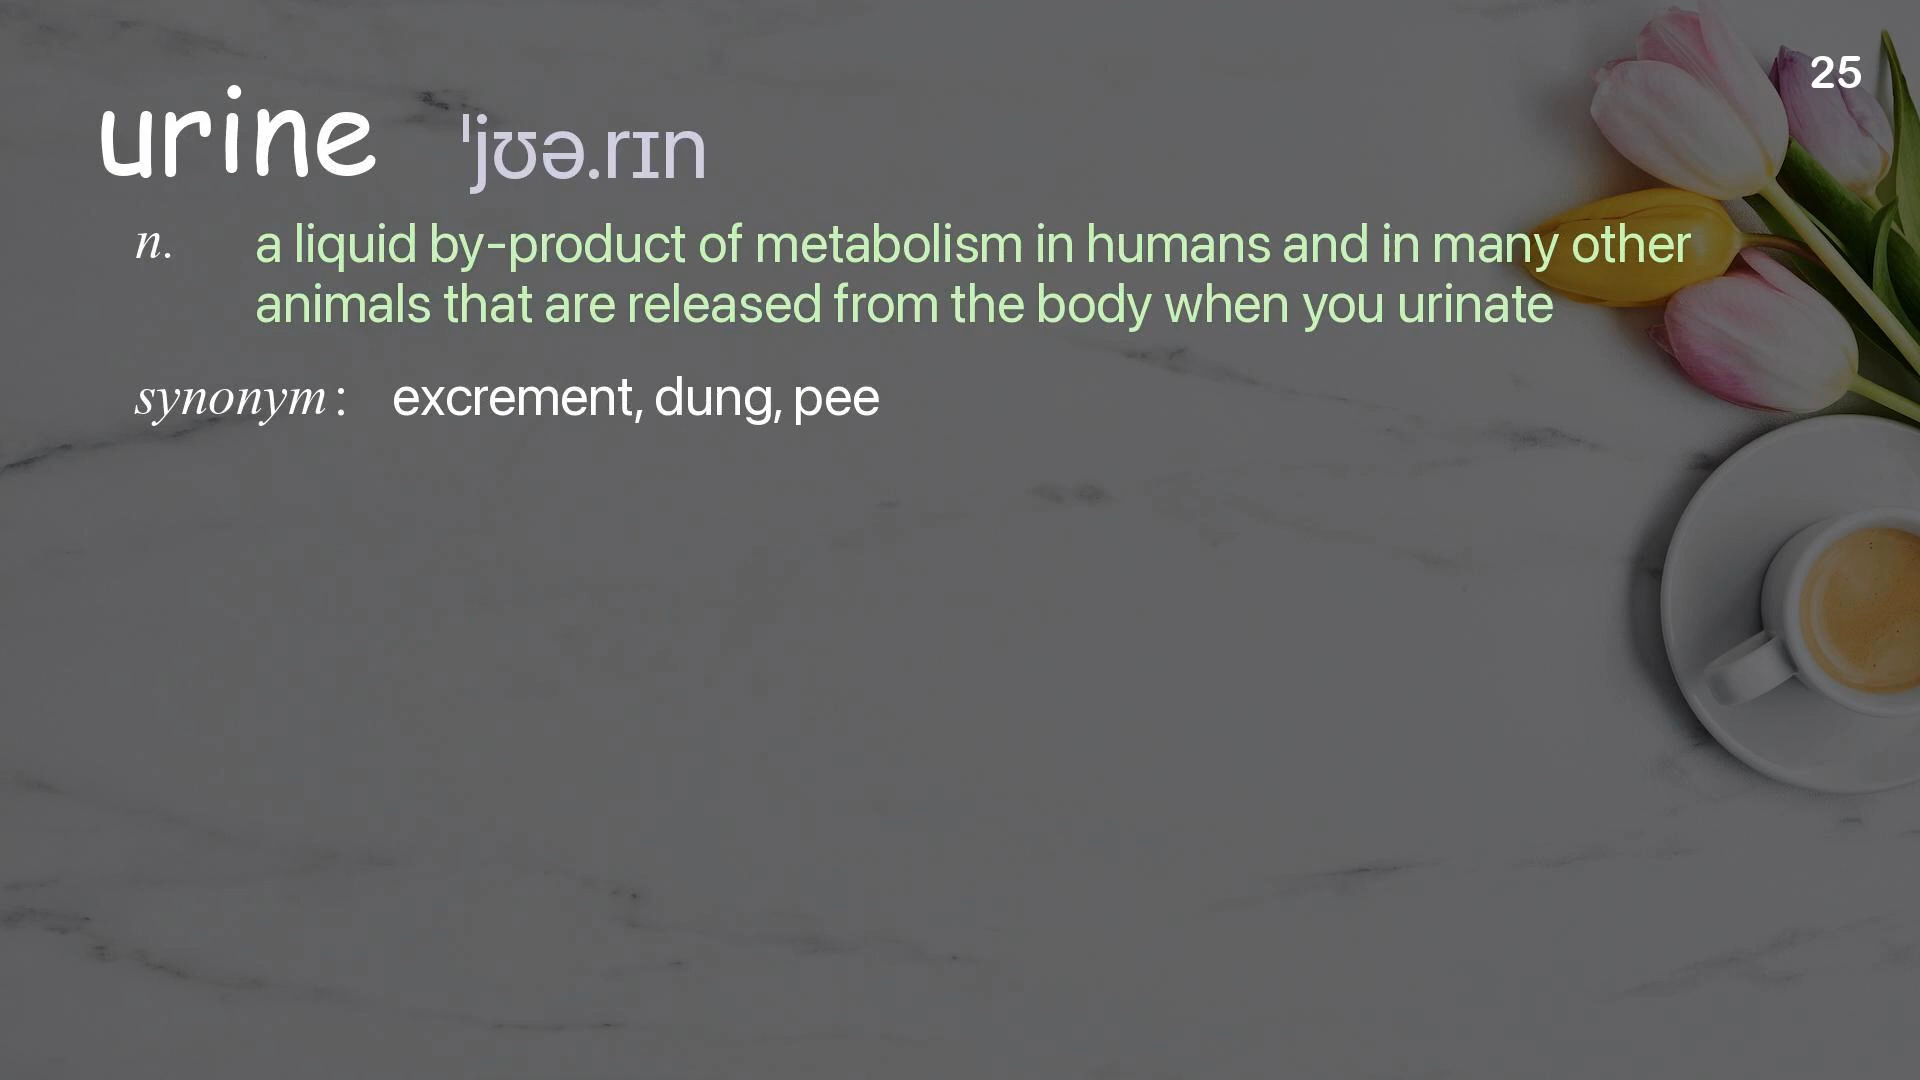 25
urine ˈjʊə.rɪn
n. a liquid by-product of metabolism in humans and in many other
animals that are released from the body when you urinate
synonym : excrement, dung, pee